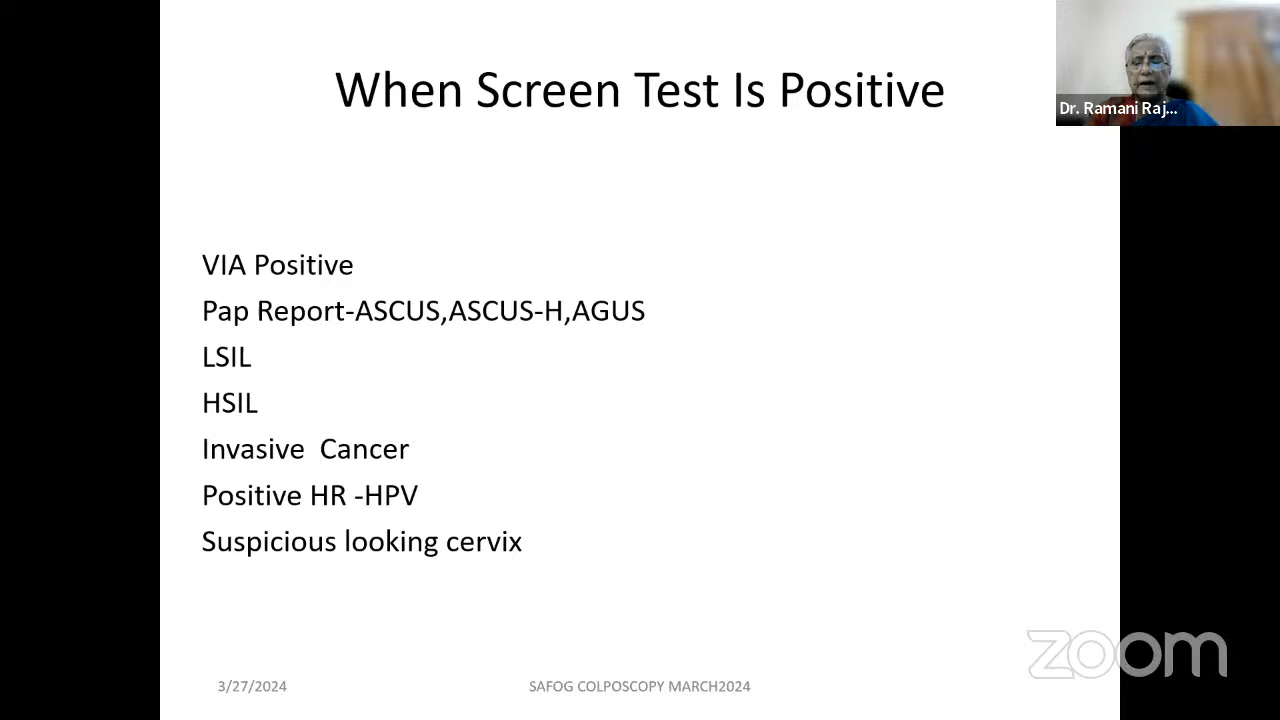 When Screen Test Is Positive
Dr. Ramani Raj...
VIA Positive
Pap Report-ASCUS,ASCUS-H,AGUS
LSIL
HSIL
Invasive  Cancer
Positive HR -HPV
Suspicious looking cervix
zoom
3/27/2024
SAFOG COLPOSCOPY MARCH2024